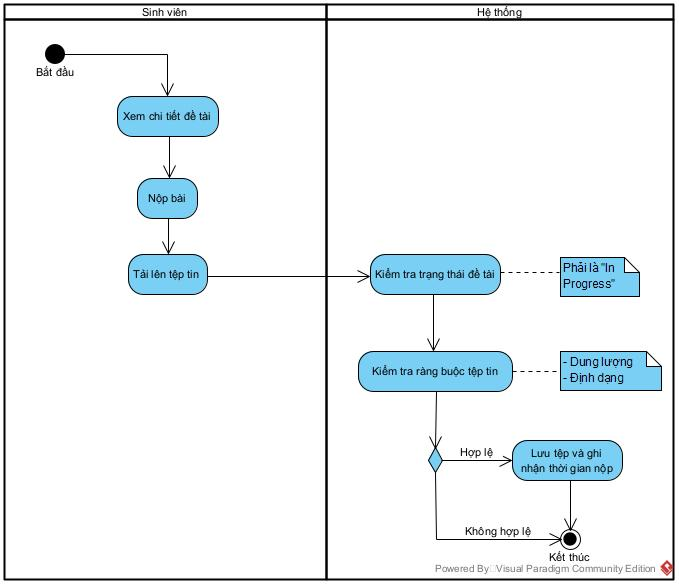 Sinh viên
Hệ thống
Bắt đầu
Xem chi tiết đề tài
Nộp bài
Tải lên tệp tin
Kiểm tra trạng thái đề tài
Phải là "In
Progress"
Kiểm tra ràng buộc tệp tin
- Dung lượng
- Định dạng
Hợp lệ
Lưu tệp và ghi
nhận thời gian nộp
Không hợp lệ
Kết thúc
Powered By Visual Paradigm Community Edition